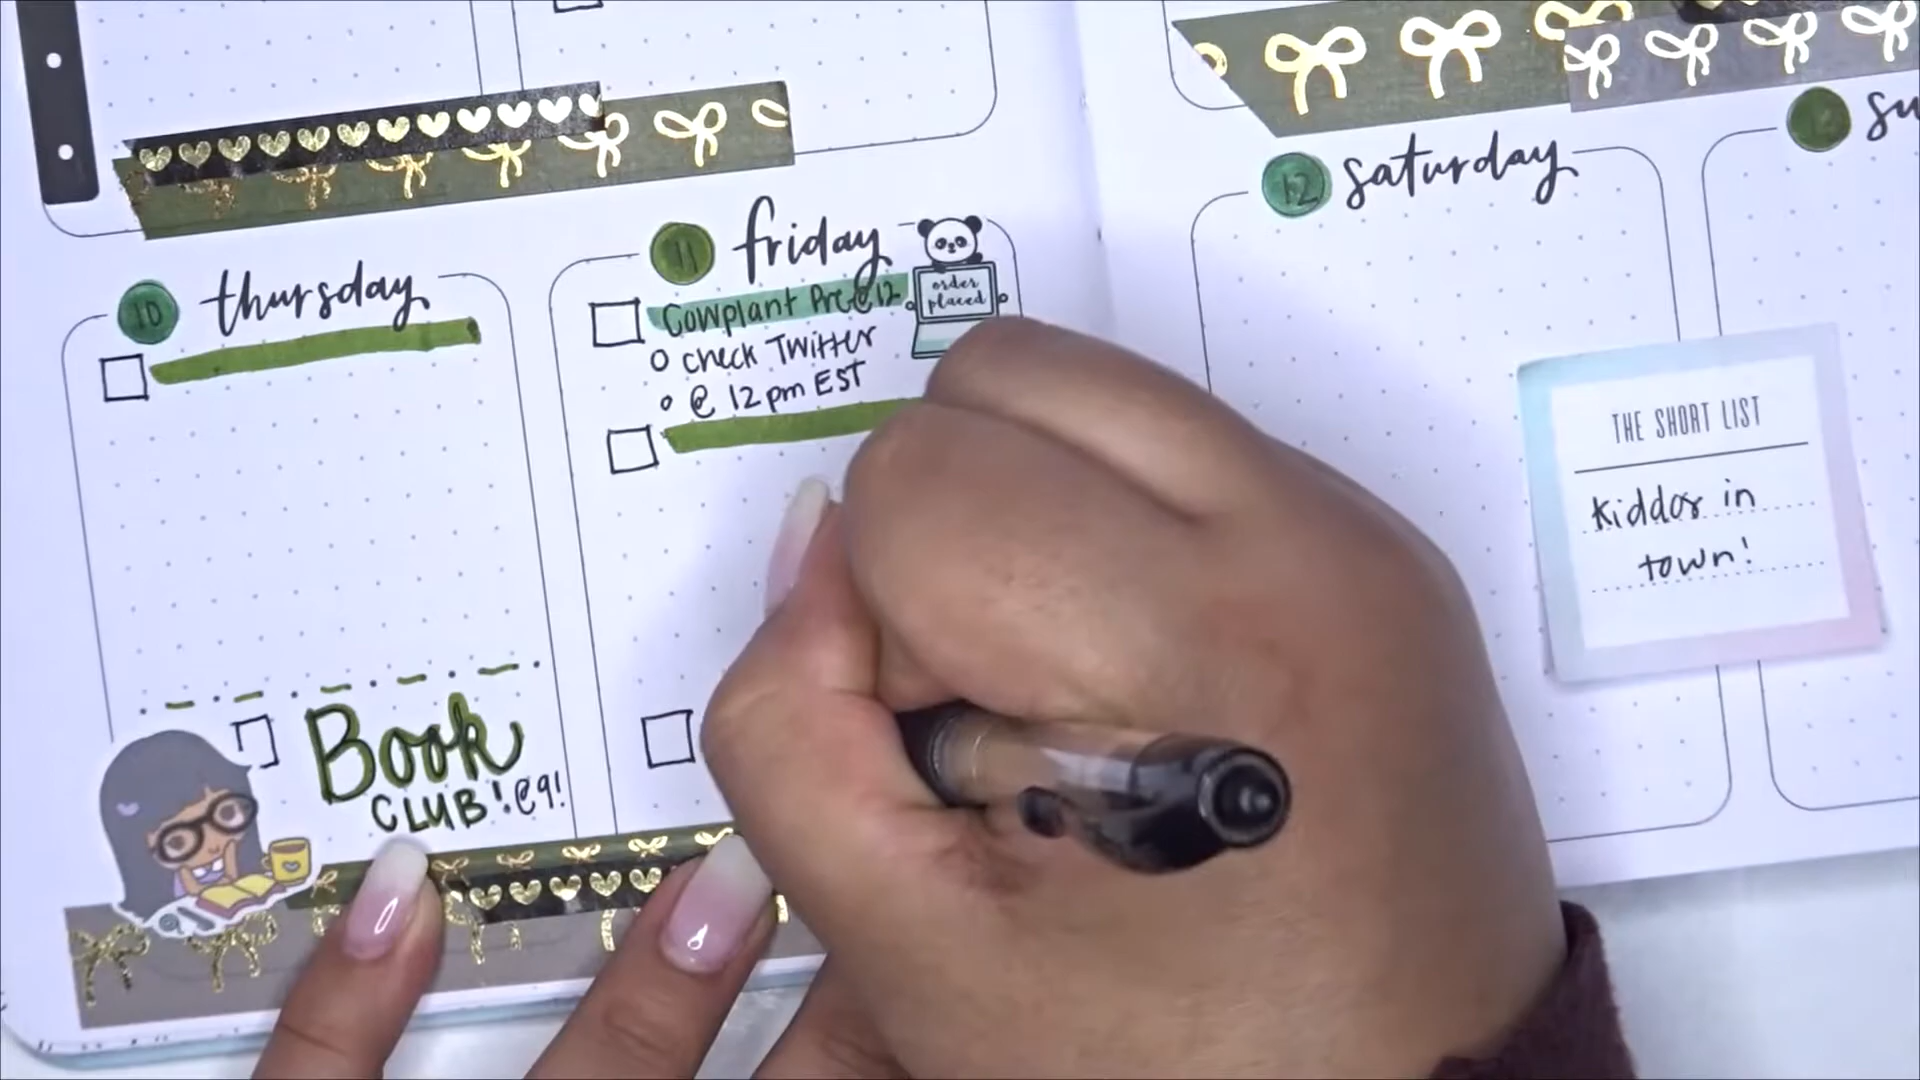 10 thursday
Book
CLUB! @9!
11 friday
Cowplant Pre@12
check Twitter
@ 12pm EST
order
placed
12 saturday
THE SHORT LIST
Kiddos in
town!
su